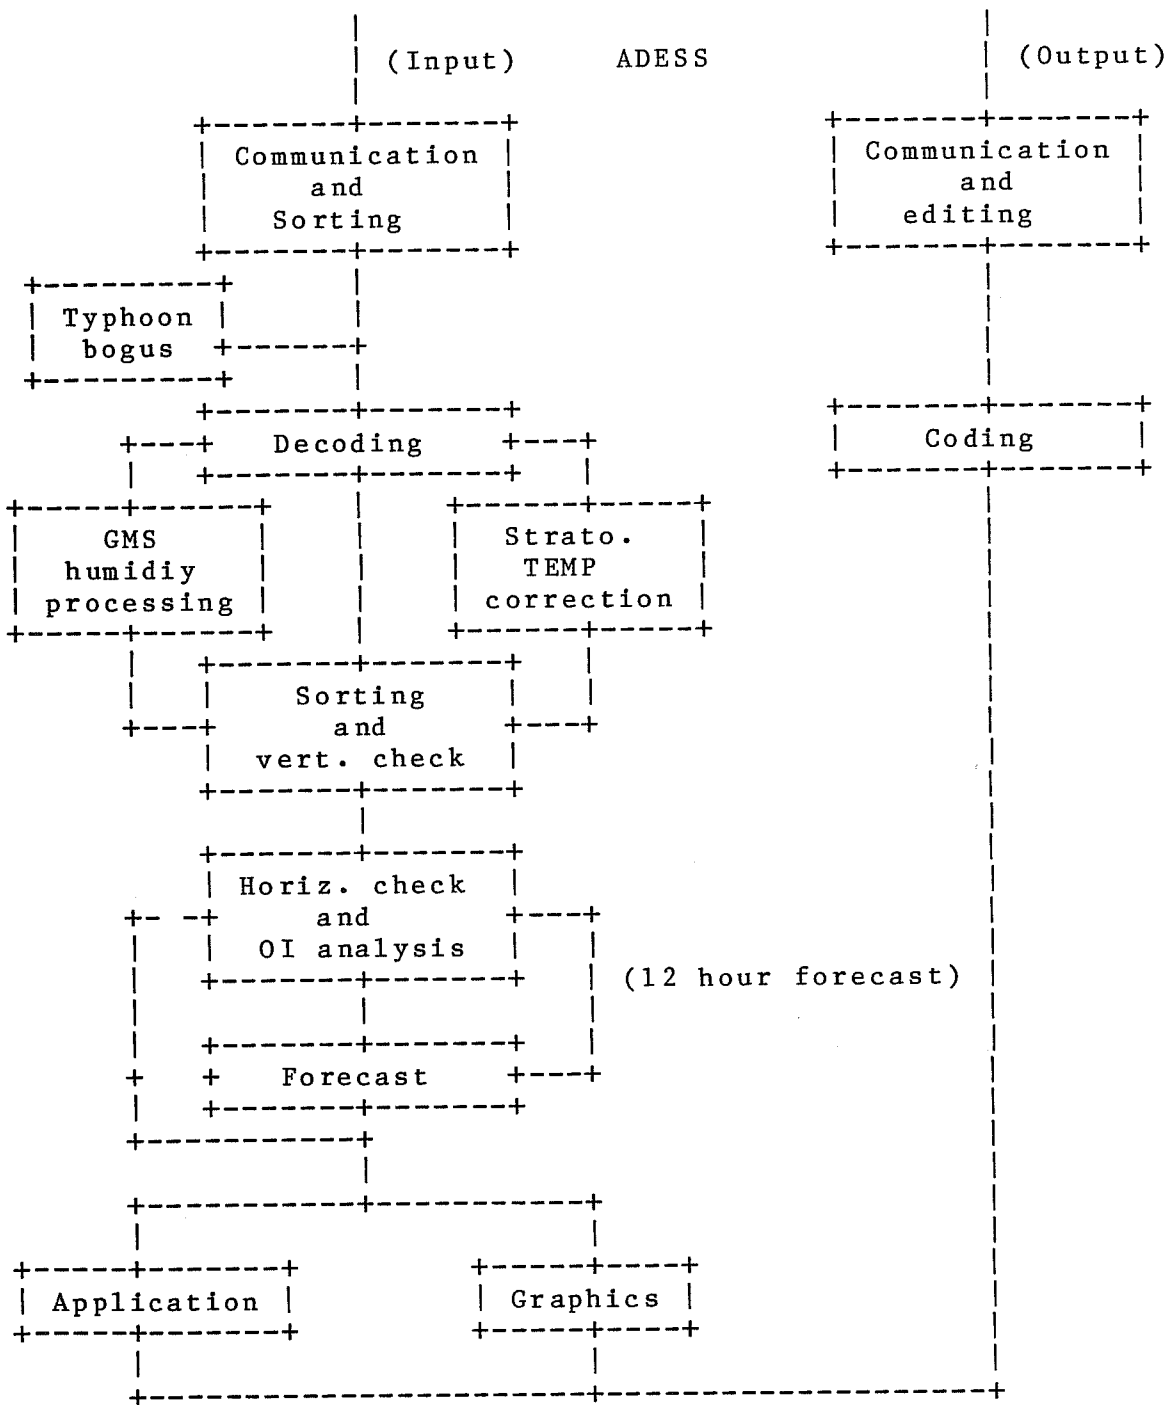 (Input) ADESS (Output)
Communication
and
Sorting
Communication
and
editing
Typhoon
bogus
Decoding
Coding
GMS
humidiy
processing
Strato.
TEMP
correction
Sorting
and
vert. check
Horiz. check
and
OI analysis
(12 hour forecast)
Forecast
Application
Graphics